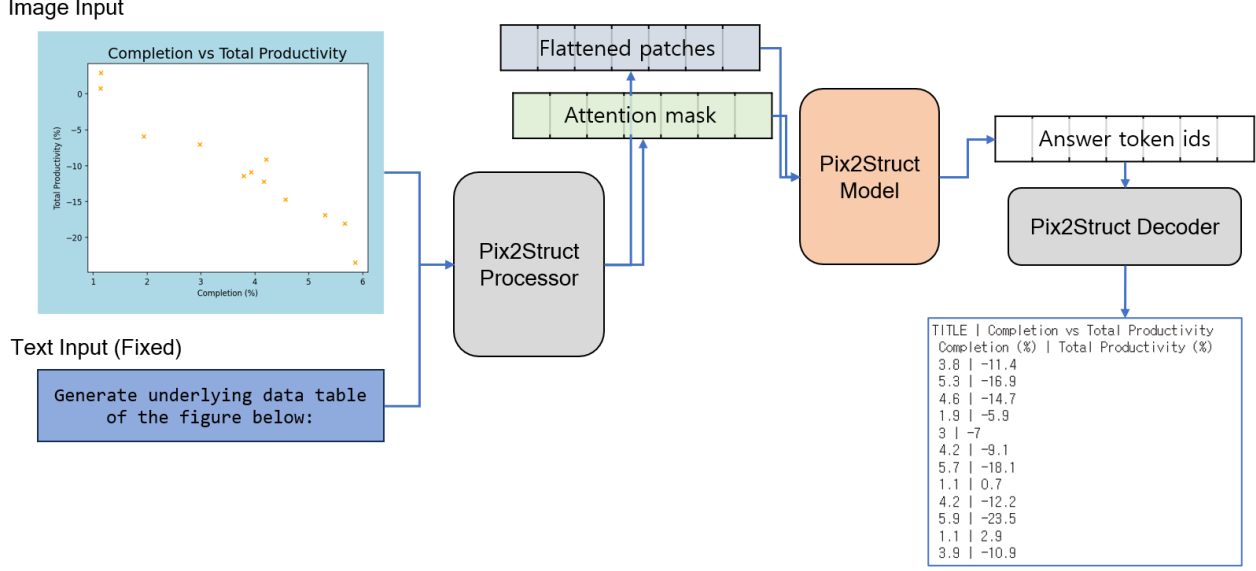 Image Input
Completion vs Total Productivity
0
−5
−10
−15
−20
Total Productivity (%)
1 2 3 4 5 6
Completion (%)
Text Input (Fixed)
Generate underlying data table
of the figure below:
Pix2Struct
Processor
Flattened patches
Attention mask
Pix2Struct
Model
Answer token ids
Pix2Struct Decoder
TITLE | Completion vs Total Productivity
Completion (%) | Total Productivity (%)
3.8 | -11.4
5.3 | -16.9
4.6 | -14.7
1.9 | -5.9
3 | -7
4.2 | -9.1
5.7 | -18.1
1.1 | 0.7
4.2 | -12.2
5.9 | -23.5
1.1 | 2.9
3.9 | -10.9